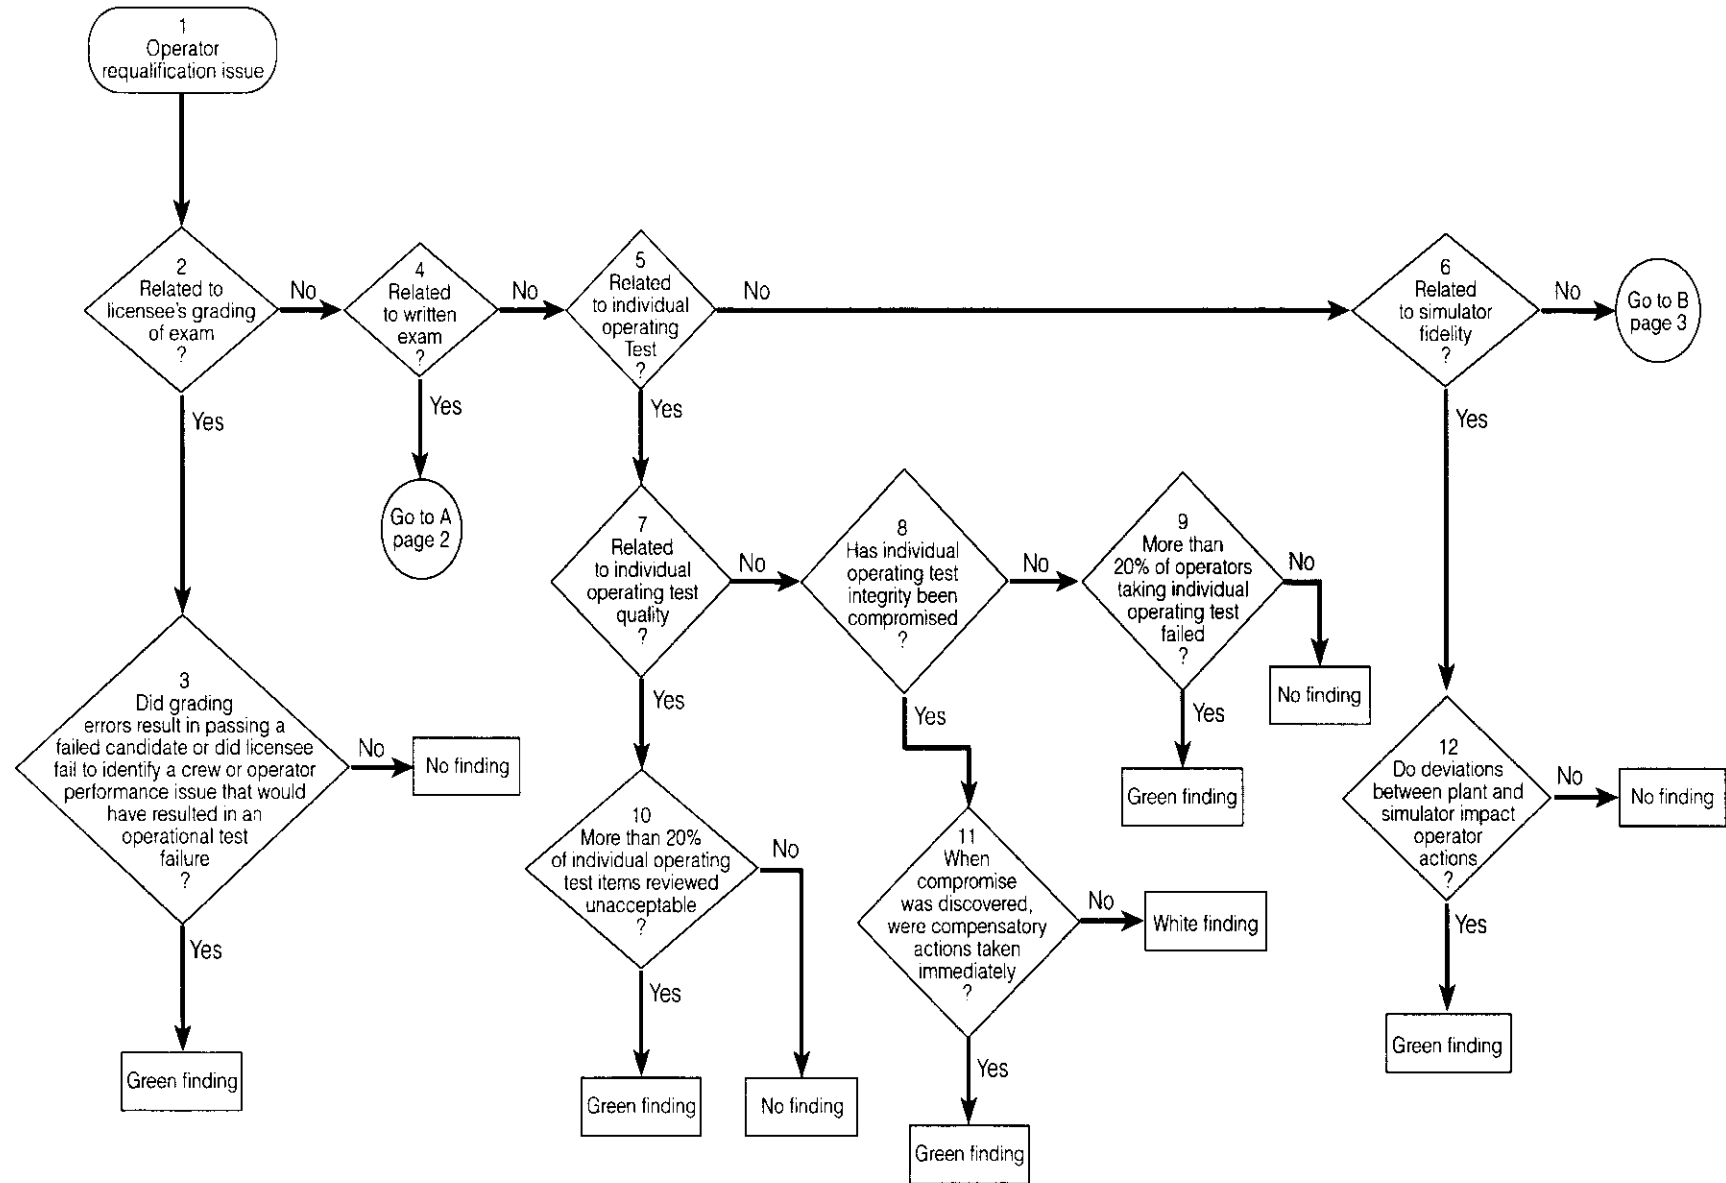 1
Operator
requalification issue
2
Related to
licensee's grading
of exam
?
No
4
Related
to written
exam
?
No
5
Related
to individual
operating
Test
?
No
6
Related
to simulator
fidelity
?
No
Go to B
page 3
Yes
Yes
Yes
Yes
Go to A
page 2
7
Related
to individual
operating test
quality
?
No
8
Has individual
operating test
integrity been
compromised
?
No
9
More than
20% of operators
taking individual
operating test
failed
?
No
No finding
3
Did grading
errors result in passing a
failed candidate or did licensee
fail to identify a crew or operator
performance issue that would
have resulted in an
operational test
failure
?
No
No finding
Yes
Yes
Yes
Green finding
12
Do deviations
between plant and
simulator impact
operator
actions
?
No
No finding
10
More than 20%
of individual operating
test items reviewed
unacceptable
?
No
11
When
compromise
was discovered,
were compensatory
actions taken
immediately
?
No
White finding
Yes
Yes
Yes
Yes
Green finding
Green finding
No finding
Green finding
Green finding